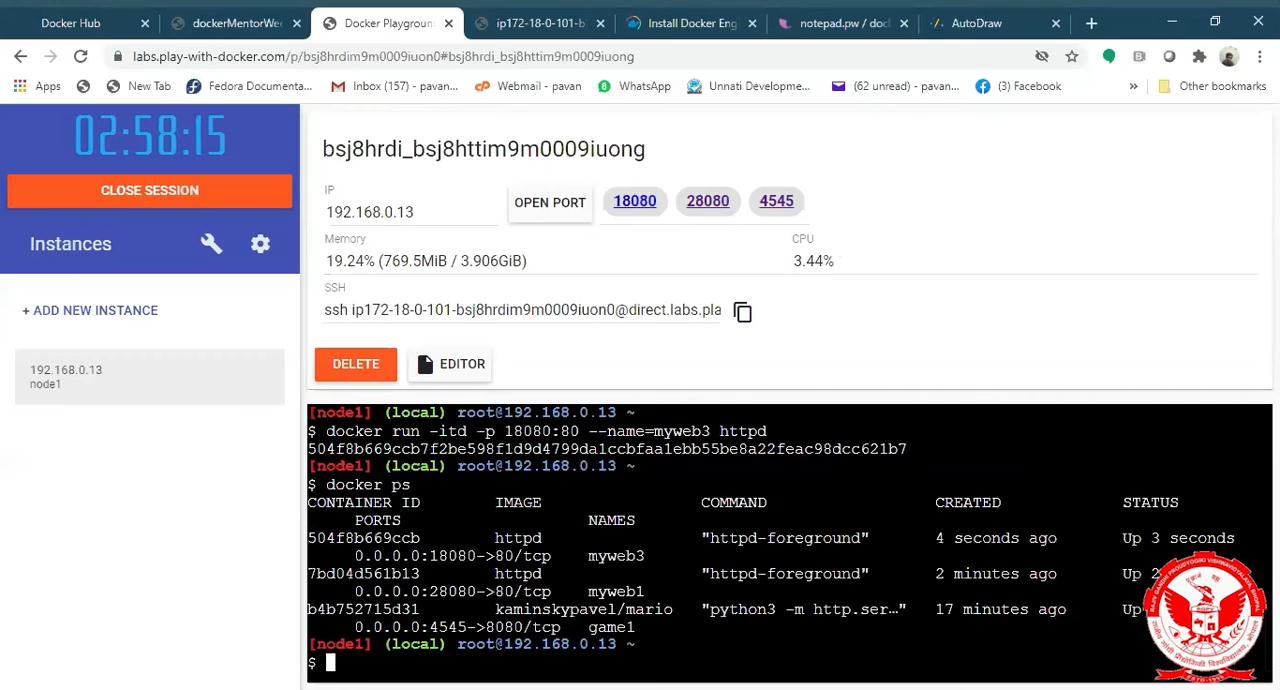 Docker Hub
dockerMentorWee
Docker Playgroun
ip172-18-0-101-b
Install Docker Eng
notepad.pw / doc
AutoDraw
labs.play-with-docker.com/p/bsj8hrdim9m0009iuon0#bsj8hrdi_bsj8httim9m0009iuong
Apps
New Tab
Fedora Documenta...
Inbox (157) - pavan...
Webmail - pavan
WhatsApp
Unnati Developme...
(62 unread) - pavan...
(3) Facebook
»
Other bookmarks
02:58:15
CLOSE SESSION
Instances
+ ADD NEW INSTANCE
192.168.0.13
node1
bsj8hrdi_bsj8httim9m0009iuong
IP
192.168.0.13
OPEN PORT
18080
28080
4545
Memory
19.24% (769.5MiB / 3.906GiB)
CPU
3.44%
SSH
ssh ip172-18-0-101-bsj8hrdim9m0009iuon0@direct.labs.pla
DELETE
EDITOR
[node1] (local) root@192.168.0.13 ~
$ docker run -itd -p 18080:80 --name=myweb3 httpd
504f8b669ccb7f2be598f1d9d4799da1ccbfaa1ebb55be8a22feac98dcc621b7
[node1] (local) root@192.168.0.13 ~
$ docker ps
CONTAINER ID IMAGE COMMAND CREATED STATUS
PORTS NAMES
504f8b669ccb httpd "httpd-foreground" 4 seconds ago Up 3 seconds
0.0.0.0:18080->80/tcp myweb3
7bd04d561b13 httpd "httpd-foreground" 2 minutes ago Up 2
0.0.0.0:28080->80/tcp myweb1
b4b752715d31 kaminskypavel/mario "python3 -m http.ser…" 17 minutes ago Up
0.0.0.0:4545->8080/tcp game1
[node1] (local) root@192.168.0.13 ~
$